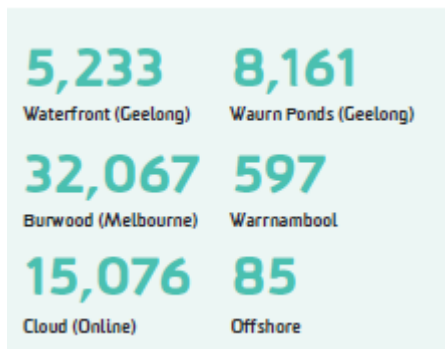 5,233
Waterfront (Geelong)
8,161
Waurn Ponds (Geelong)
32,067
Burwood (Melbourne)
597
Warrnambool
15,076
Cloud (Online)
85
Offshore